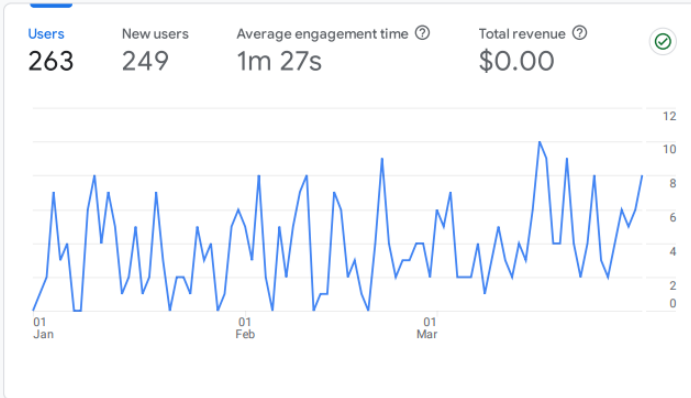 Users New users Average engagement time Total revenue
263 249 1m 27s $0.00
12
10
8
6
4
2
0
01 01 01
Jan Feb Mar